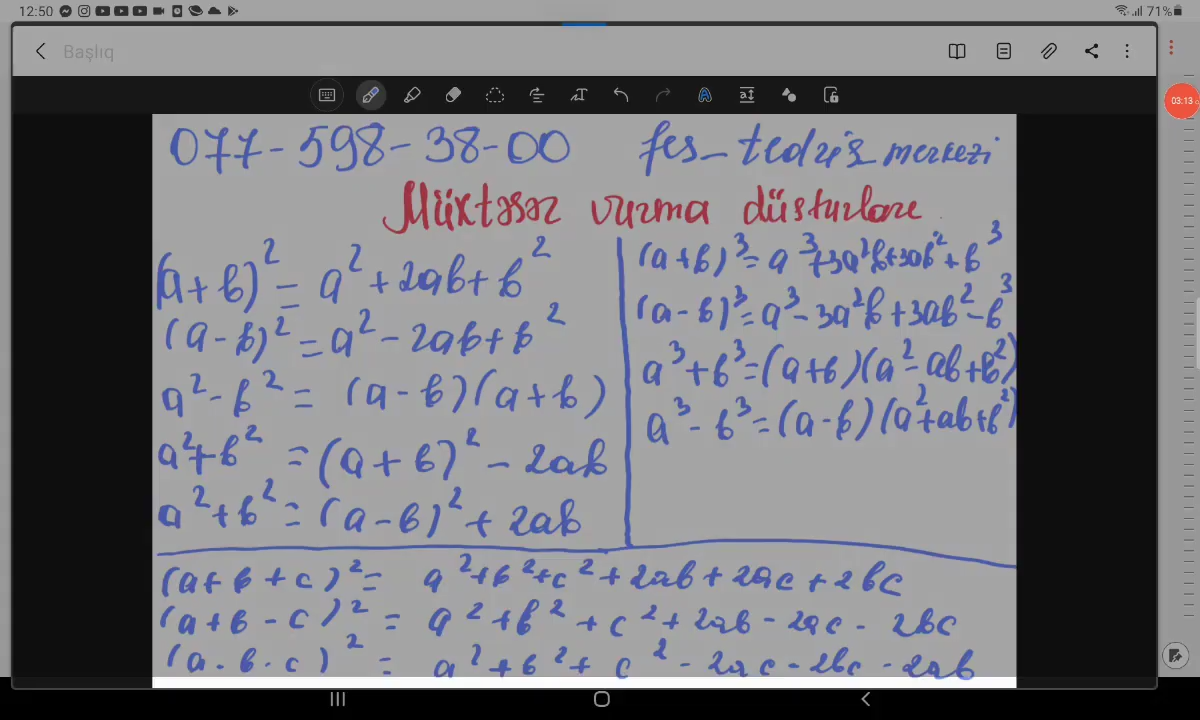 12:50 71%
Başlıq
03:13
077-598-38-00 fes_tedris_merkezi
Müxtəsər vurma düsturları
(a+b)² = a² + 2ab + b²
(a-b)² = a² - 2ab + b²
a² - b² = (a-b)(a+b)
a² + b² = (a+b)² - 2ab
a² + b² = (a-b)² + 2ab
(a+b)³ = a³ + 3a²b + 3ab² + b³
(a-b)³ = a³ - 3a²b + 3ab² - b³
a³ + b³ = (a+b)(a² - ab + b²)
a³ - b³ = (a-b)(a² + ab + b²)
(a+b+c)² = a² + b² + c² + 2ab + 2ac + 2bc
(a+b-c)² = a² + b² + c² + 2ab - 2ac - 2bc
(a-b-c)² = a² + b² + c² - 2ac - 2bc - 2ab